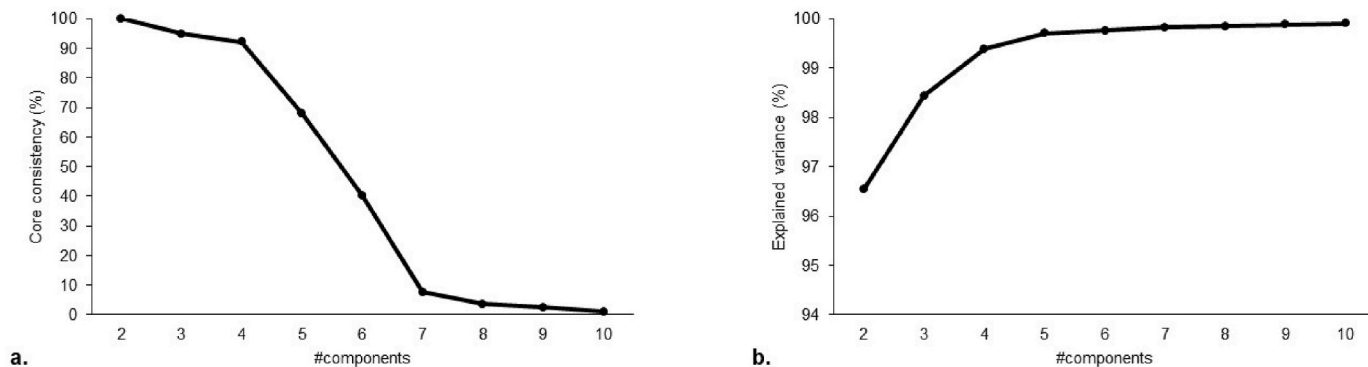 100
90
80
70
60
50
40
30
20
10
0
Core consistency (%)
2 3 4 5 6 7 8 9 10
#components
a.
100
99
98
97
96
95
94
Explained variance (%)
2 3 4 5 6 7 8 9 10
#components
b.